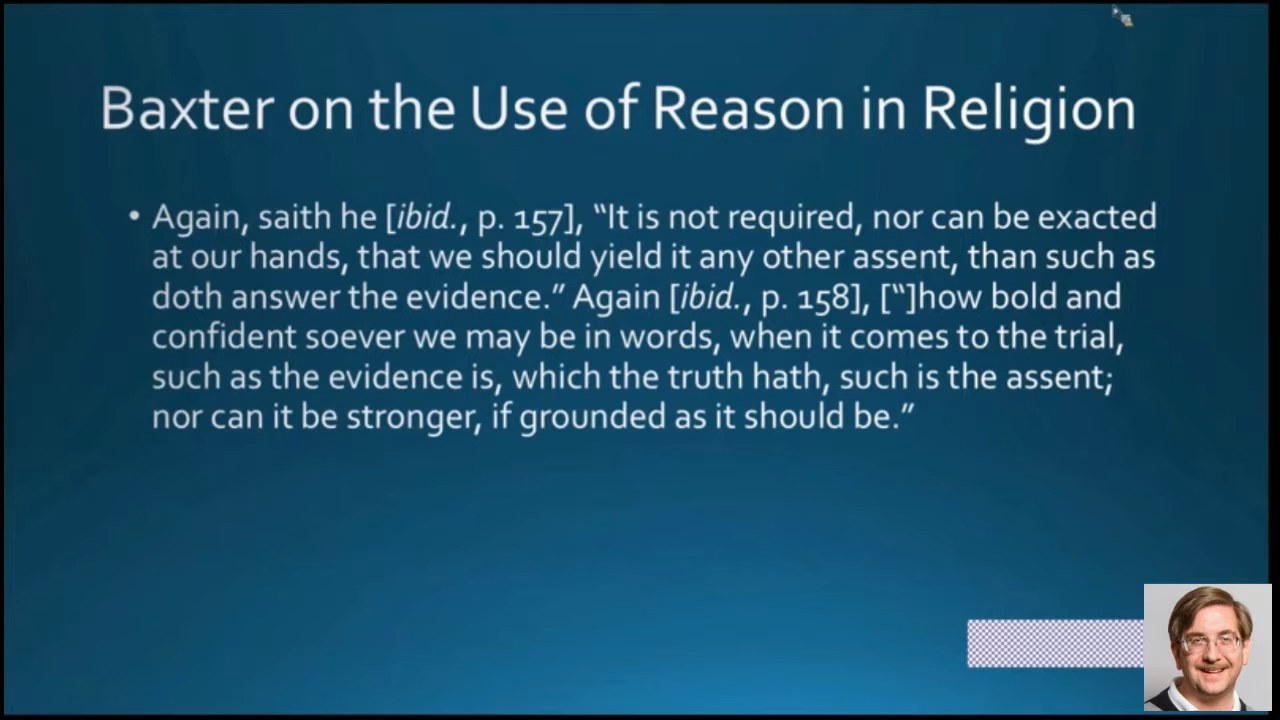 Baxter on the Use of Reason in Religion
• Again, saith he [ibid., p. 157], “It is not required, nor can be exacted
at our hands, that we should yield it any other assent, than such as
doth answer the evidence.” Again [ibid., p. 158], [“]how bold and
confident soever we may be in words, when it comes to the trial,
such as the evidence is, which the truth hath, such is the assent;
nor can it be stronger, if grounded as it should be.”